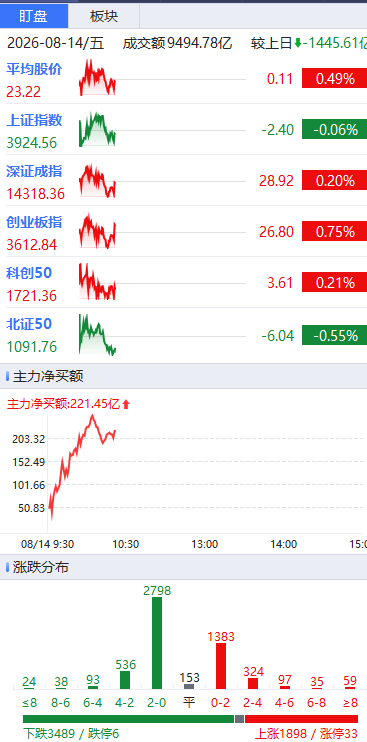 盯盘 板块
2026-08-14/五 成交额9494.78亿 较上日-1445.61亿
平均股价
23.22 0.11 0.49%
上证指数
3924.56 -2.40 -0.06%
深证成指
14318.36 28.92 0.20%
创业板指
3612.84 26.80 0.75%
科创50
1721.36 3.61 0.21%
北证50
1091.76 -6.04 -0.55%
主力净买额
主力净买额:221.45亿
203.32
152.49
101.66
50.83
08/14 9:30 10:30 13:00 14:00 15:0
涨跌分布
24 38 93 536 2798 153 1383 324 97 35 59
≤8 8-6 6-4 4-2 2-0 平 0-2 2-4 4-6 6-8 ≥8
下跌3489 / 跌停6 上涨1898 / 涨停33